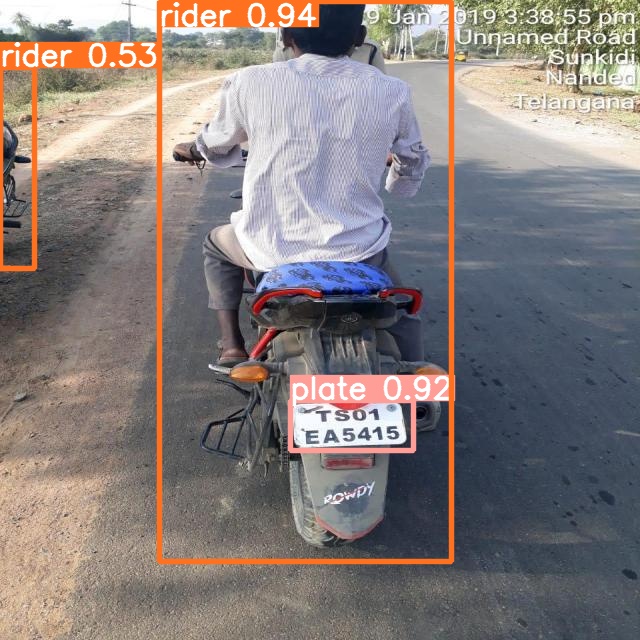 rider 0.94
9 Jan 2019 3:38:55 pm
Unnamed Road
rider 0.53
Sunkidi
Nanded
Telangana
plate 0.92
TS01
EA5415
ROWDY